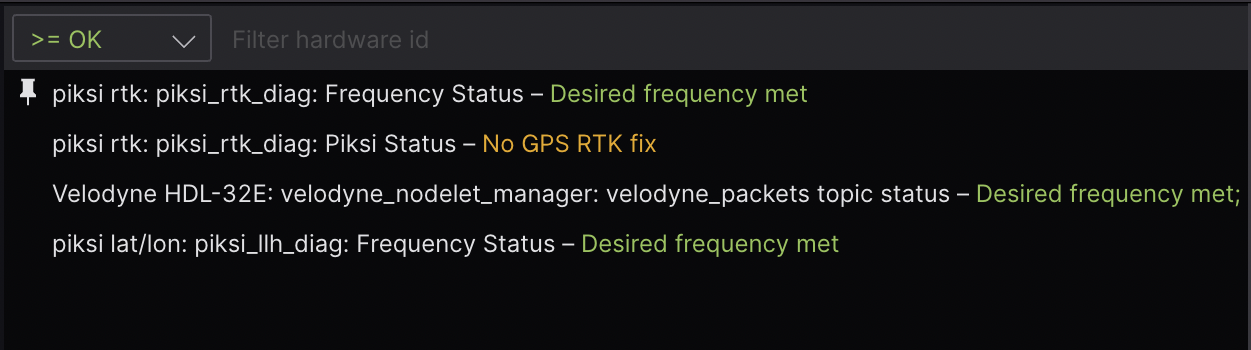 >= OK Filter hardware id
piksi rtk: piksi_rtk_diag: Frequency Status – Desired frequency met
piksi rtk: piksi_rtk_diag: Piksi Status – No GPS RTK fix
Velodyne HDL-32E: velodyne_nodelet_manager: velodyne_packets topic status – Desired frequency met;
piksi lat/lon: piksi_llh_diag: Frequency Status – Desired frequency met